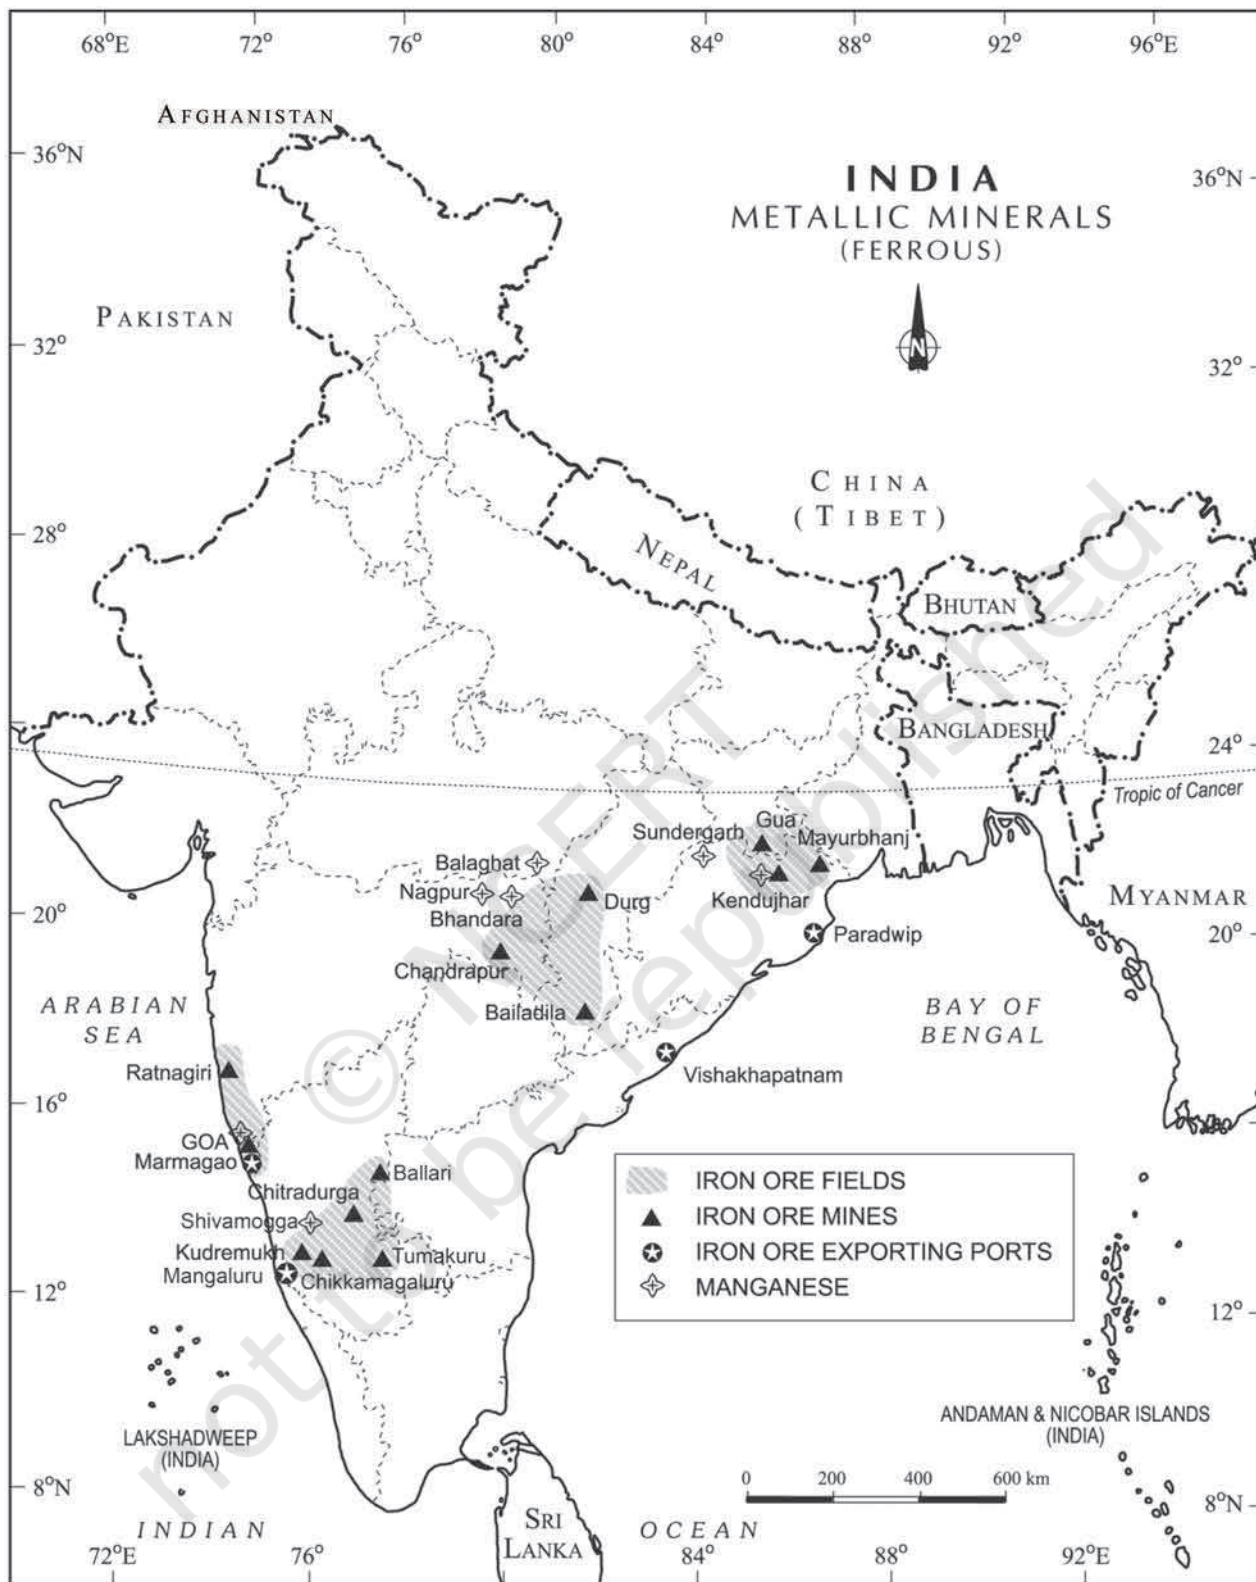 68°E 72° 76° 80° 84° 88° 92° 96°E
AFGHANISTAN
36°N
36°N
INDIA
METALLIC MINERALS
(FERROUS)
N
PAKISTAN
32°
32°
CHINA
(TIBET)
28°
NEPAL
BHUTAN
BANGLADESH
24°
Tropic of Cancer
Sundergarh
Gua
Mayurbhanj
Balaghat
Nagpur
Bhandara
Durg
Kendujhar
MYANMAR
20°
20°
Paradwip
Chandrapur
Bailadila
ARABIAN
SEA
BAY OF
BENGAL
Ratnagiri
Vishakhapatnam
16°
GOA
Marmagao
Ballari
Chitradurga
Shivamogga
Kudremukh
Tumakuru
Mangaluru
Chikkamagaluru
IRON ORE FIELDS
IRON ORE MINES
IRON ORE EXPORTING PORTS
MANGANESE
12°
12°
LAKSHADWEEP
(INDIA)
ANDAMAN & NICOBAR ISLANDS
(INDIA)
0 200 400 600 km
8°N
8°N
INDIAN
OCEAN
SRI
LANKA
72°E 76° 84° 88° 92°E
© NCERT
not to be republished